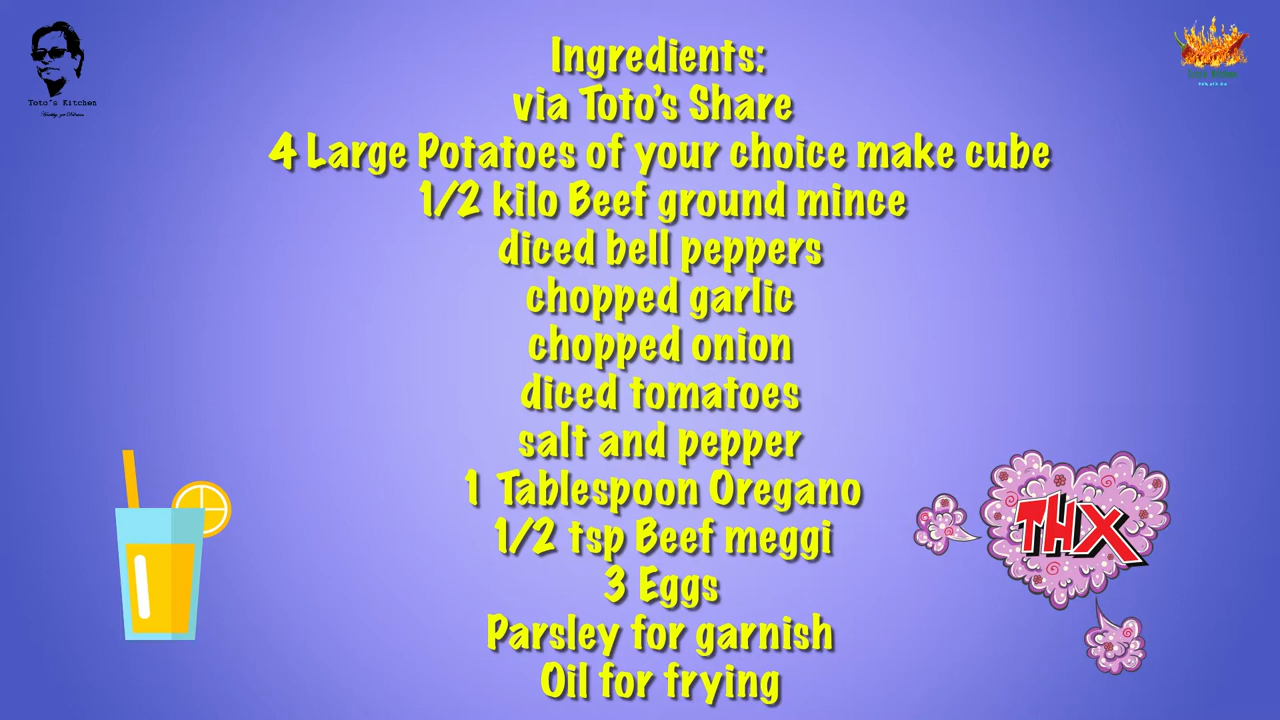 Toto's Kitchen
Ingredients:
via Toto's Share
4 Large Potatoes of your choice make cube
1/2 kilo Beef ground mince
diced bell peppers
chopped garlic
chopped onion
diced tomatoes
salt and pepper
1 Tablespoon Oregano
1/2 tsp Beef meggi
3 Eggs
Parsley for garnish
Oil for frying
THX